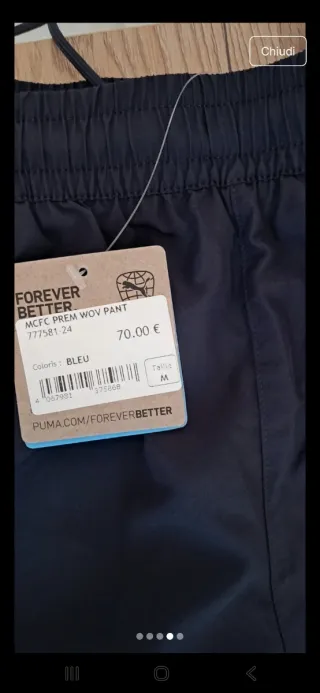 Chiudi
FOREVER
BETTER
MCFC PREM WOV PANT
777581-24
70.00 €
Coloris : BLEU
Taille
M
PUMA.COM/FOREVERBETTER